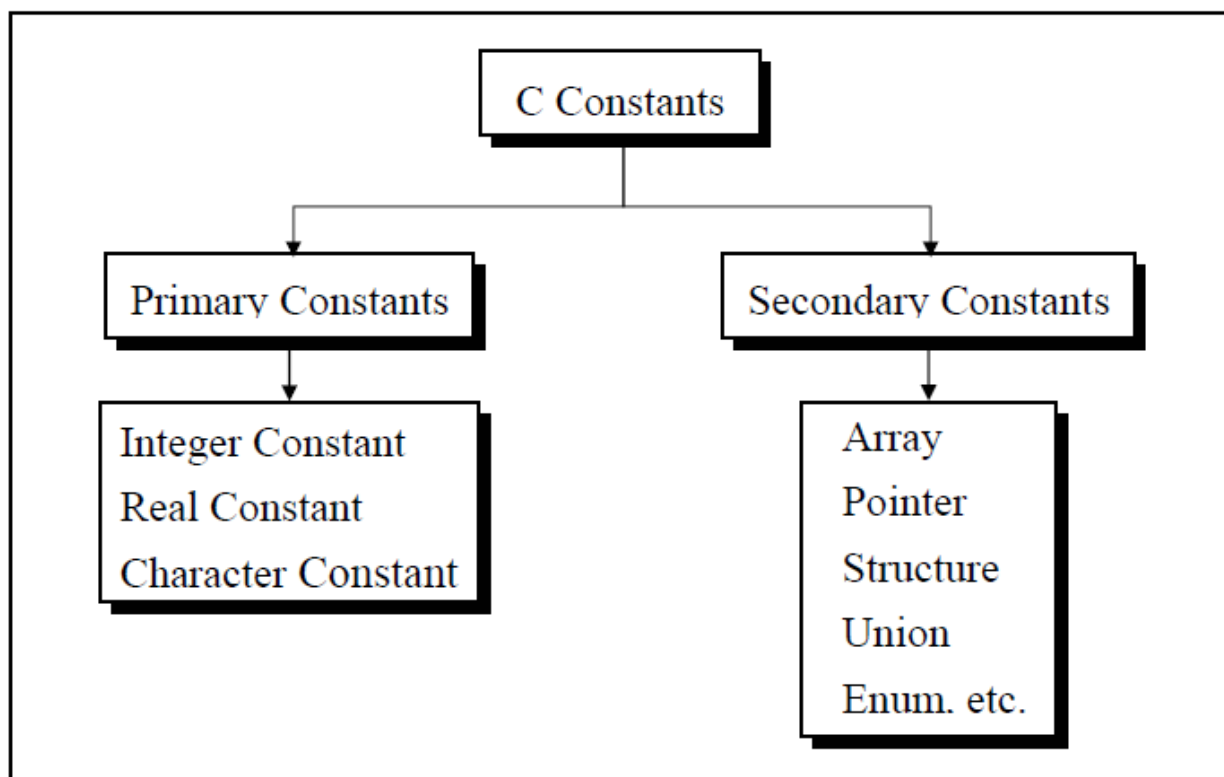 C Constants
Primary Constants
Secondary Constants
Integer Constant
Real Constant
Character Constant
Array
Pointer
Structure
Union
Enum. etc.